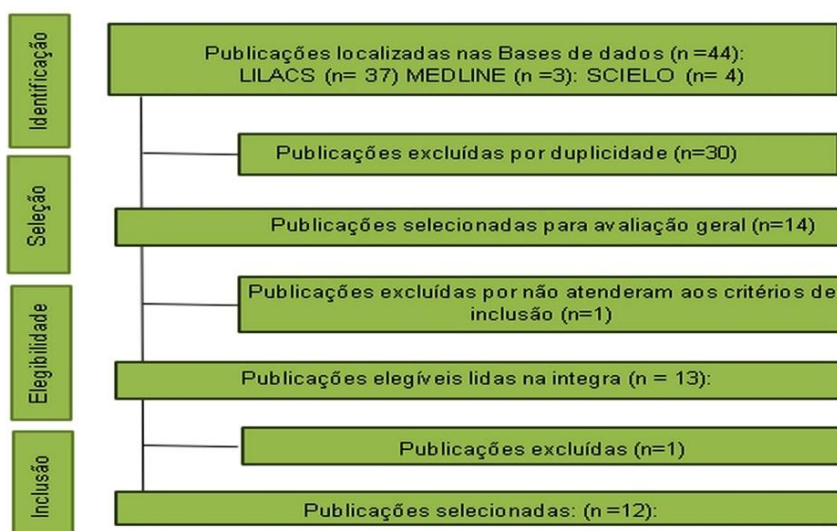 Identificação
Publicações localizadas nas Bases de dados (n =44):
LILACS (n= 37) MEDLINE (n =3): SCIELO (n= 4)
Publicações excluídas por duplicidade (n=30)
Seleção
Publicações selecionadas para avaliação geral (n=14)
Publicações excluídas por não atenderam aos critérios de
inclusão (n=1)
Elegibilidade
Publicações elegíveis lidas na integra (n = 13):
Publicações excluídas (n=1)
Inclusão
Publicações selecionadas: (n =12):